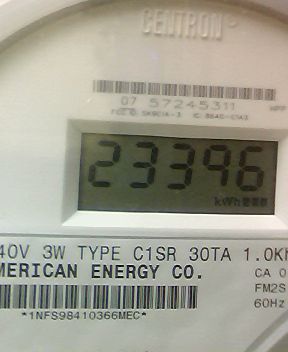 CENTRON
07 57245311
23396
kWh
40V 3W TYPE C1SR 30TA 1.0Kh
MERICAN ENERGY CO.
CA 0
FM2S
60Hz
*1NFS98410366MEC*